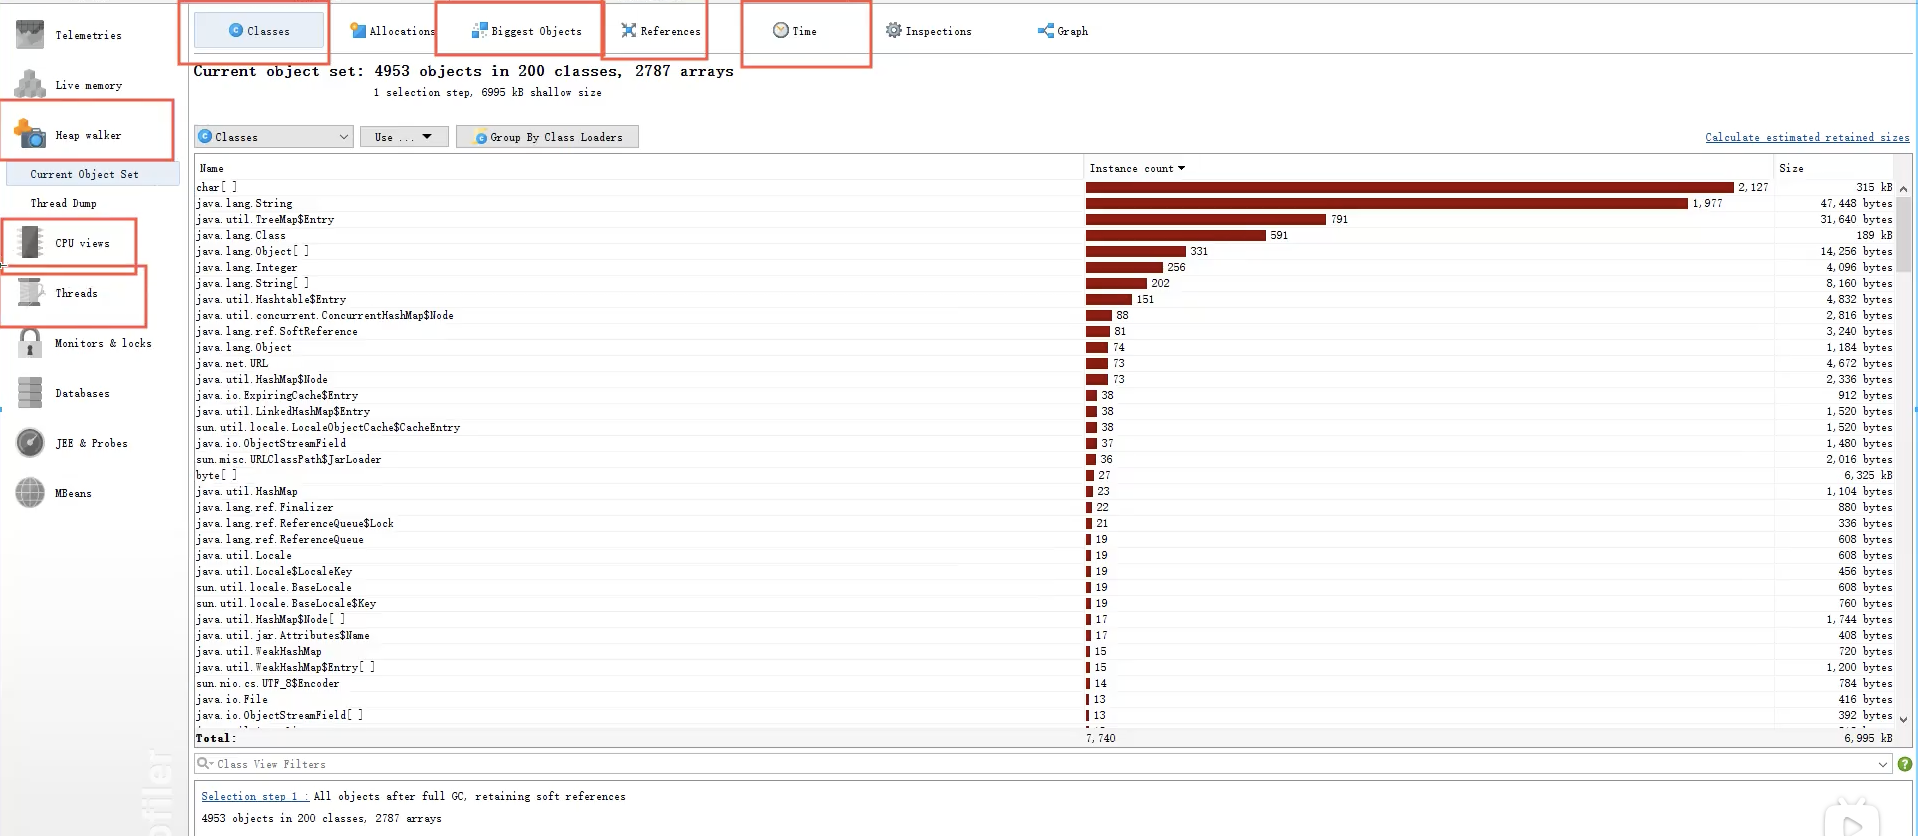 Telemetries
Live memory
Heap walker
Current Object Set
Thread Dump
CPU views
Threads
Monitors & locks
Databases
JEE & Probes
MBeans
Classes Allocations Biggest Objects References Time Inspections Graph
Current object set: 4953 objects in 200 classes, 2787 arrays
1 selection step, 6995 kB shallow size
Classes Use ... Group By Class Loaders Calculate estimated retained sizes
Name Instance count Size
char[ ] 2,127 315 kB
java.lang.String 1,977 47,448 bytes
java.util.TreeMap$Entry 791 31,640 bytes
java.lang.Class 591 189 kB
java.lang.Object[ ] 331 14,256 bytes
java.lang.Integer 256 4,096 bytes
java.lang.String[ ] 202 8,160 bytes
java.util.Hashtable$Entry 151 4,832 bytes
java.util.concurrent.ConcurrentHashMap$Node 88 2,816 bytes
java.lang.ref.SoftReference 81 3,240 bytes
java.lang.Object 74 1,184 bytes
java.net.URL 73 4,672 bytes
java.util.HashMap$Node 73 2,336 bytes
java.io.ExpiringCache$Entry 38 912 bytes
java.util.LinkedHashMap$Entry 38 1,520 bytes
sun.util.locale.LocaleObjectCache$CacheEntry 38 1,520 bytes
java.io.ObjectStreamField 37 1,480 bytes
sun.misc.URLClassPath$JarLoader 36 2,016 bytes
byte[ ] 27 6,325 kB
java.util.HashMap 23 1,104 bytes
java.lang.ref.Finalizer 22 880 bytes
java.lang.ref.ReferenceQueue$Lock 21 336 bytes
java.lang.ref.ReferenceQueue 19 608 bytes
java.util.Locale 19 608 bytes
java.util.Locale$LocaleKey 19 456 bytes
sun.util.locale.BaseLocale 19 608 bytes
sun.util.locale.BaseLocale$Key 19 760 bytes
java.util.HashMap$Node[ ] 17 1,744 bytes
java.util.jar.Attributes$Name 17 408 bytes
java.util.WeakHashMap 15 720 bytes
java.util.WeakHashMap$Entry[ ] 15 1,200 bytes
sun.nio.cs.UTF_8$Encoder 14 784 bytes
java.io.File 13 416 bytes
java.io.ObjectStreamField[ ] 13 392 bytes
Total: 7,740 6,995 kB
Class View Filters
Selection step 1 : All objects after full GC, retaining soft references
4953 objects in 200 classes, 2787 arrays